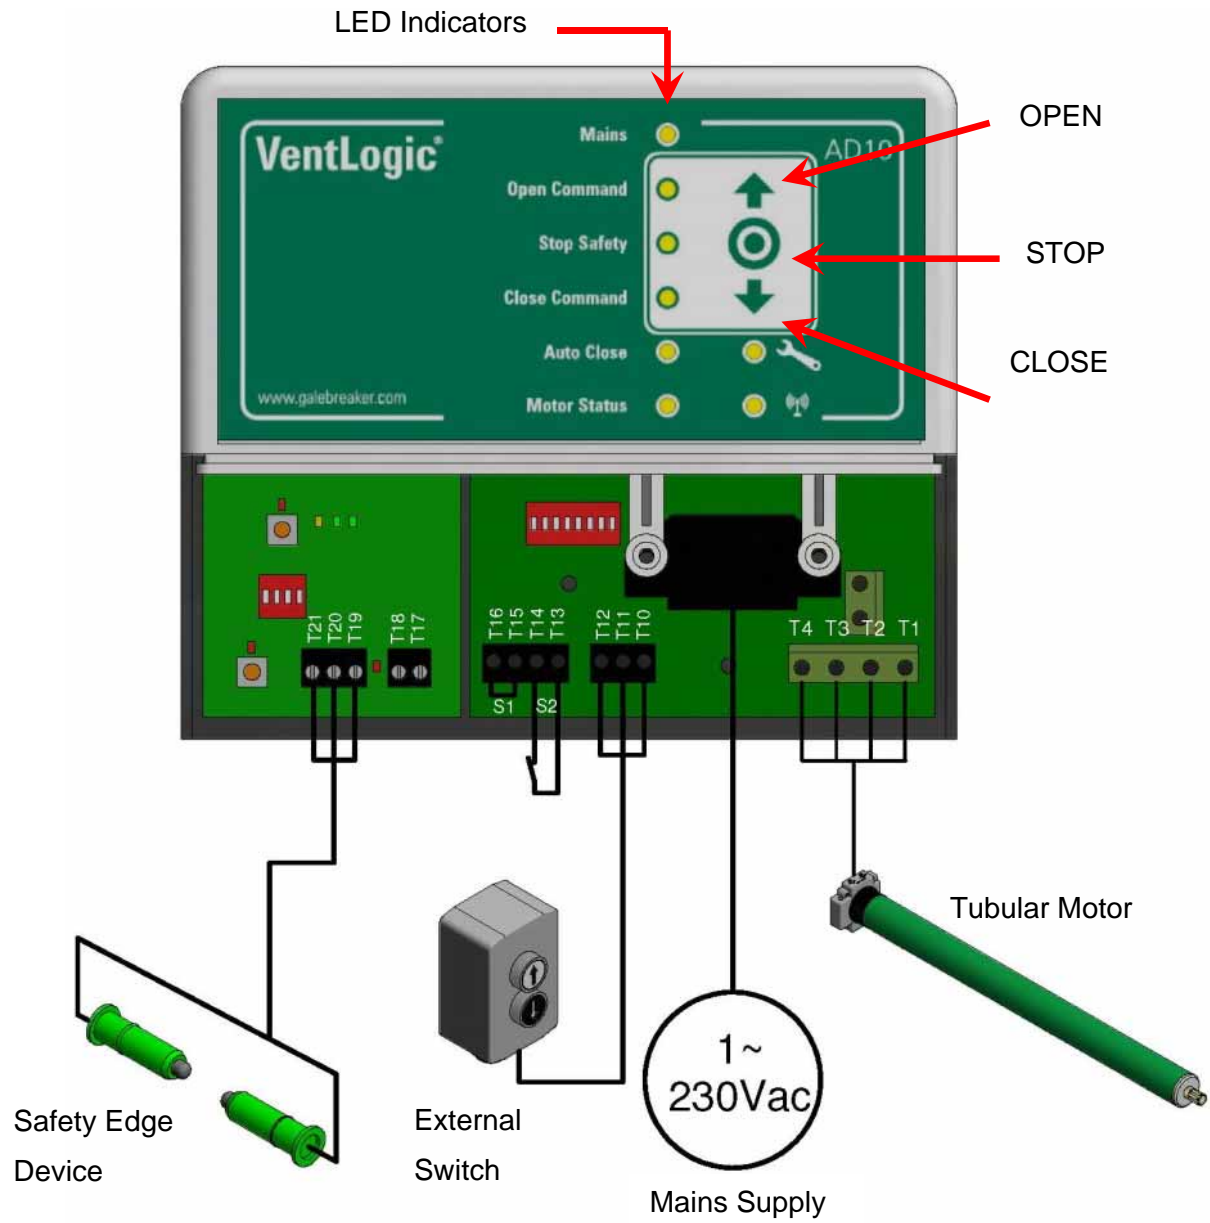 LED Indicators
OPEN
Mains
VentLogic®
AD10
Open Command
STOP
Stop Safety
Close Command
Auto Close
CLOSE
www.galebreaker.com
Motor Status
T21
T20
T19
T18
T17
T16
T15
T14
T13
T12
T11
T10
T4 T3 T2 T1
S1 S2
Tubular Motor
1~
230Vac
Safety Edge
Device
External
Switch
Mains Supply